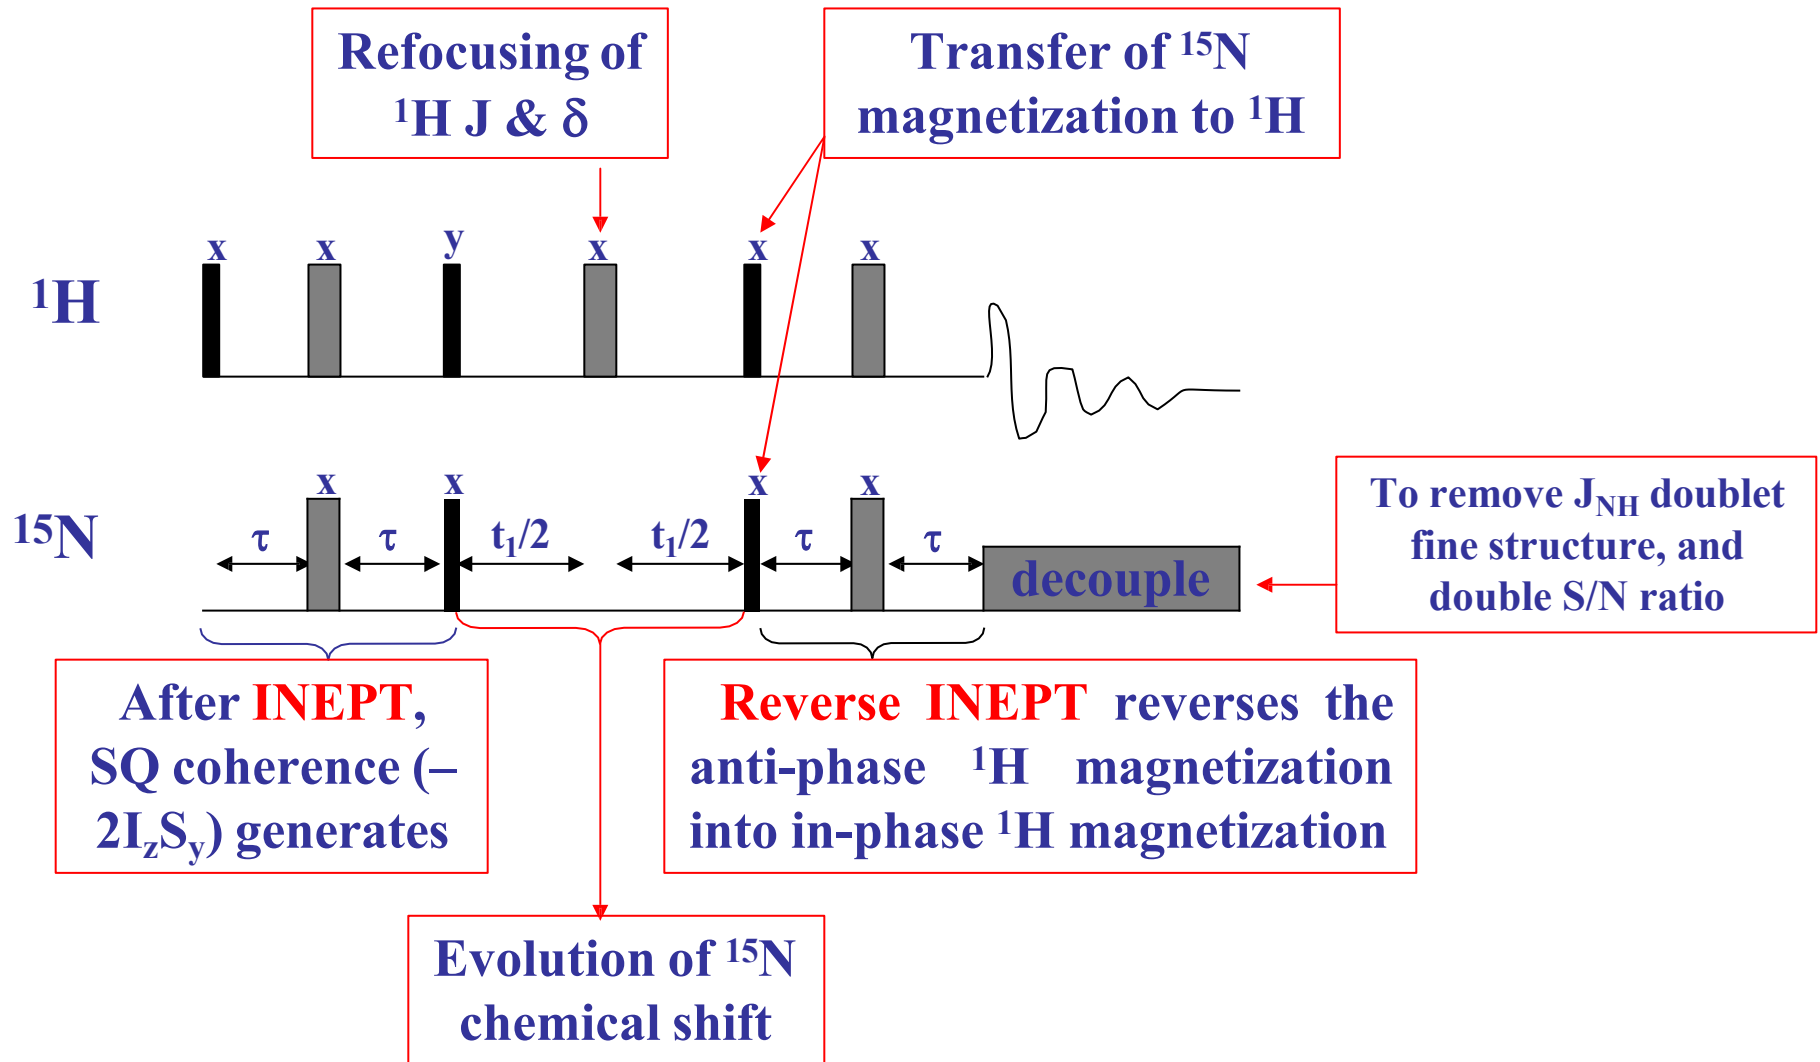 Refocusing of
¹H J & δ
Transfer of ¹⁵N
magnetization to ¹H
x x y x x x
¹H
x x x x
¹⁵N
τ τ t₁/2 t₁/2 τ τ
decouple
To remove J_NH doublet
fine structure, and
double S/N ratio
After INEPT,
SQ coherence (–
2I_zS_y) generates
Reverse INEPT reverses the
anti-phase ¹H magnetization
into in-phase ¹H magnetization
Evolution of ¹⁵N
chemical shift